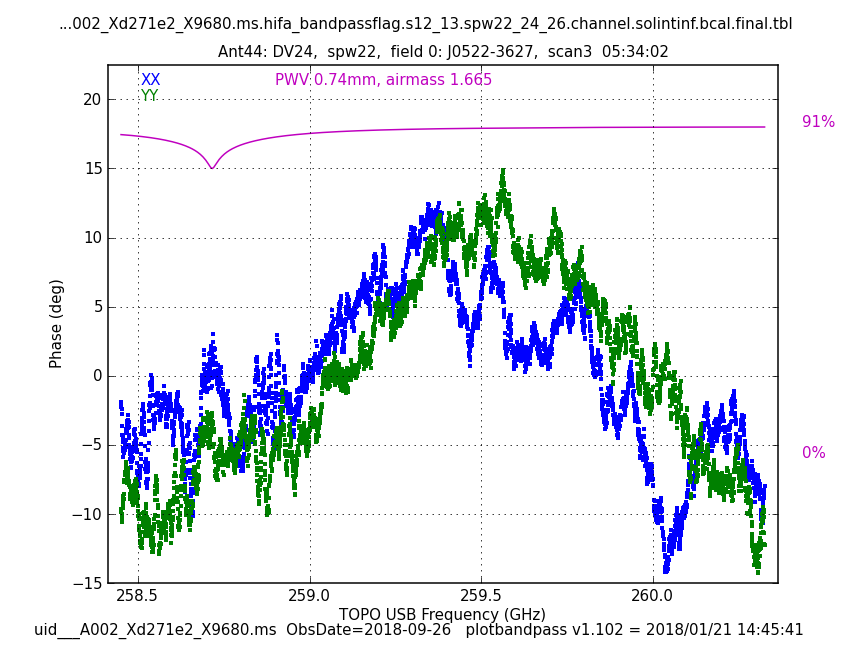 ...002_Xd271e2_X9680.ms.hifa_bandpassflag.s12_13.spw22_24_26.channel.solintinf.bcal.final.tbl
Ant44: DV24, spw22, field 0: J0522-3627, scan3 05:34:02
XX
YY
PWV 0.74mm, airmass 1.665
20
15
10
5
0
−5
−10
−15
91%
0%
Phase (deg)
258.5
259.0
259.5
260.0
TOPO USB Frequency (GHz)
uid___A002_Xd271e2_X9680.ms ObsDate=2018-09-26 plotbandpass v1.102 = 2018/01/21 14:45:41